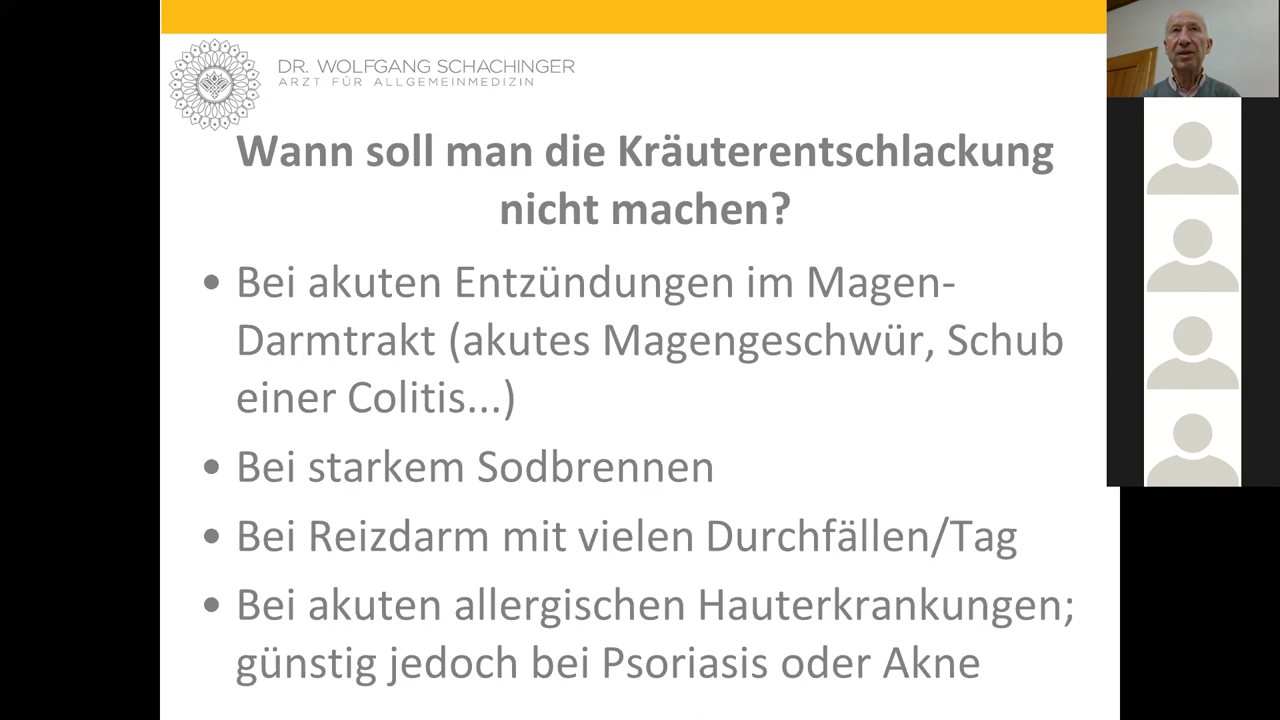 DR. WOLFGANG SCHACHINGER
ARZT FÜR ALLGEMEINMEDIZIN
Wann soll man die Kräuterentschlackung
nicht machen?
• Bei akuten Entzündungen im Magen-
Darmtrakt (akutes Magengeschwür, Schub
einer Colitis...)
• Bei starkem Sodbrennen
• Bei Reizdarm mit vielen Durchfällen/Tag
• Bei akuten allergischen Hauterkrankungen;
günstig jedoch bei Psoriasis oder Akne